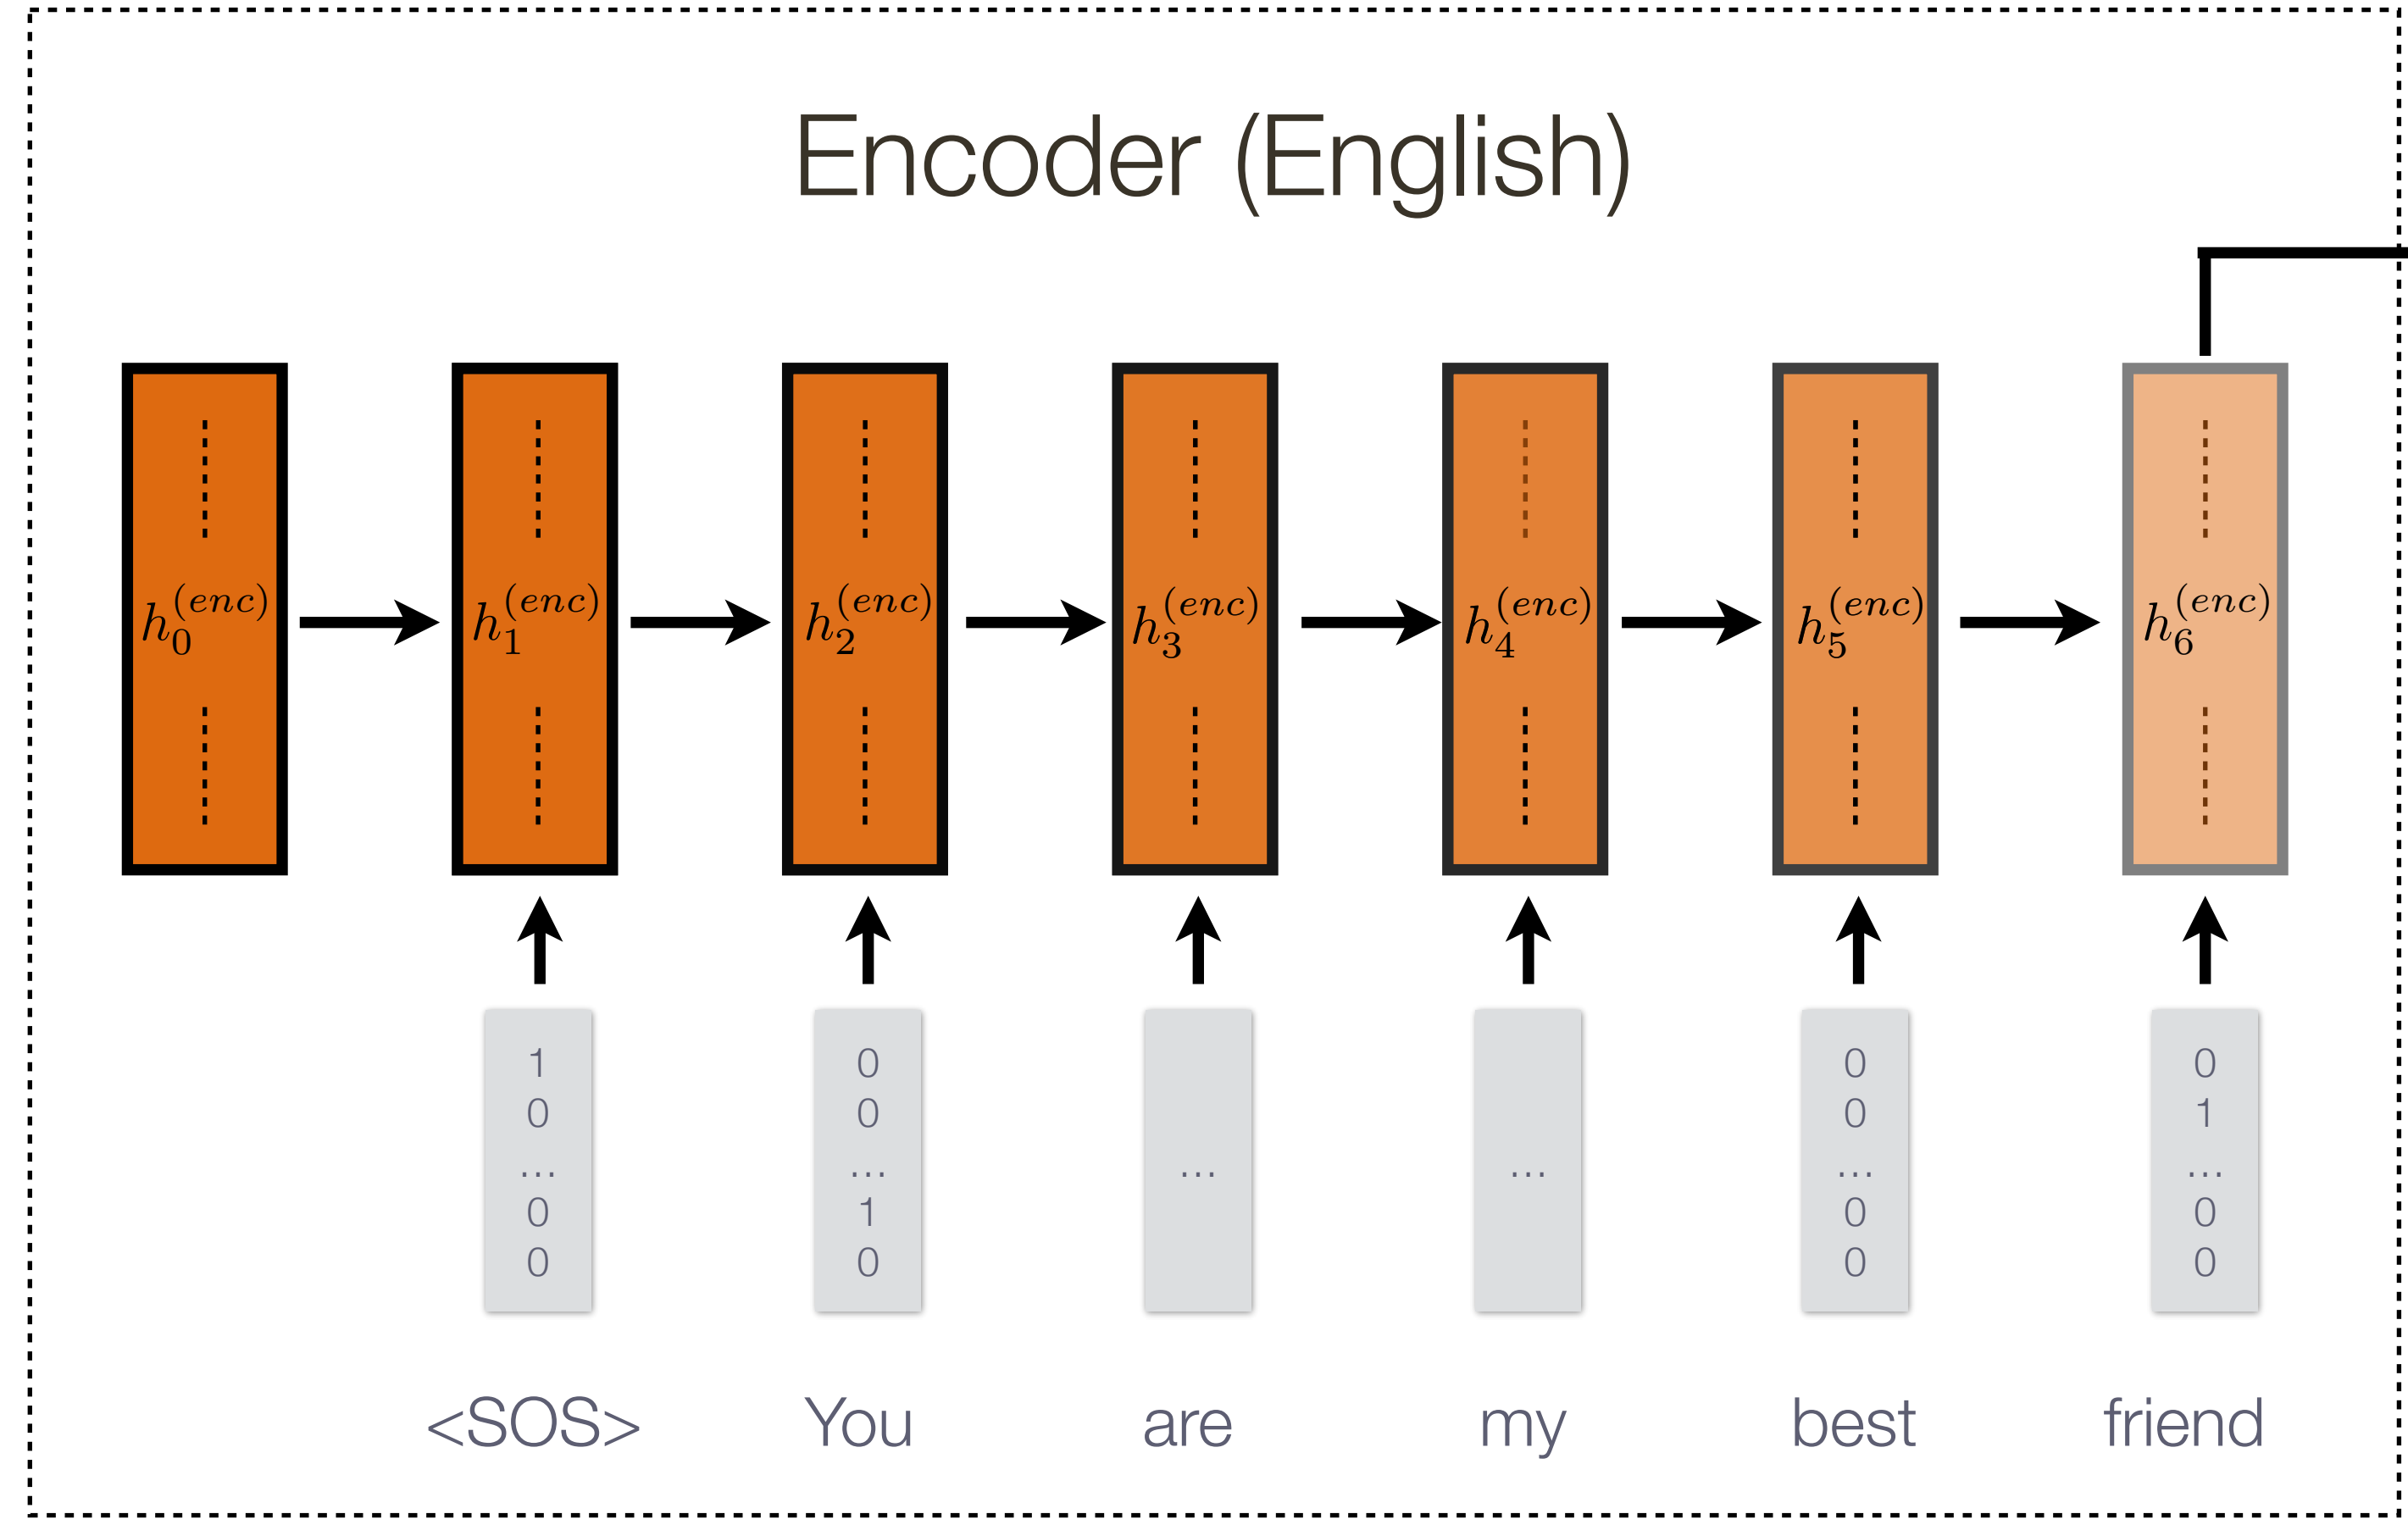 Encoder (English)
h_0^{(enc)} h_1^{(enc)} h_2^{(enc)} h_3^{(enc)} h_4^{(enc)} h_5^{(enc)} h_6^{(enc)}
1 0 0 0
0 0 0 1
... ... ... ... ... ...
0 1 0 0
0 0 0 0
<SOS> You are my best friend